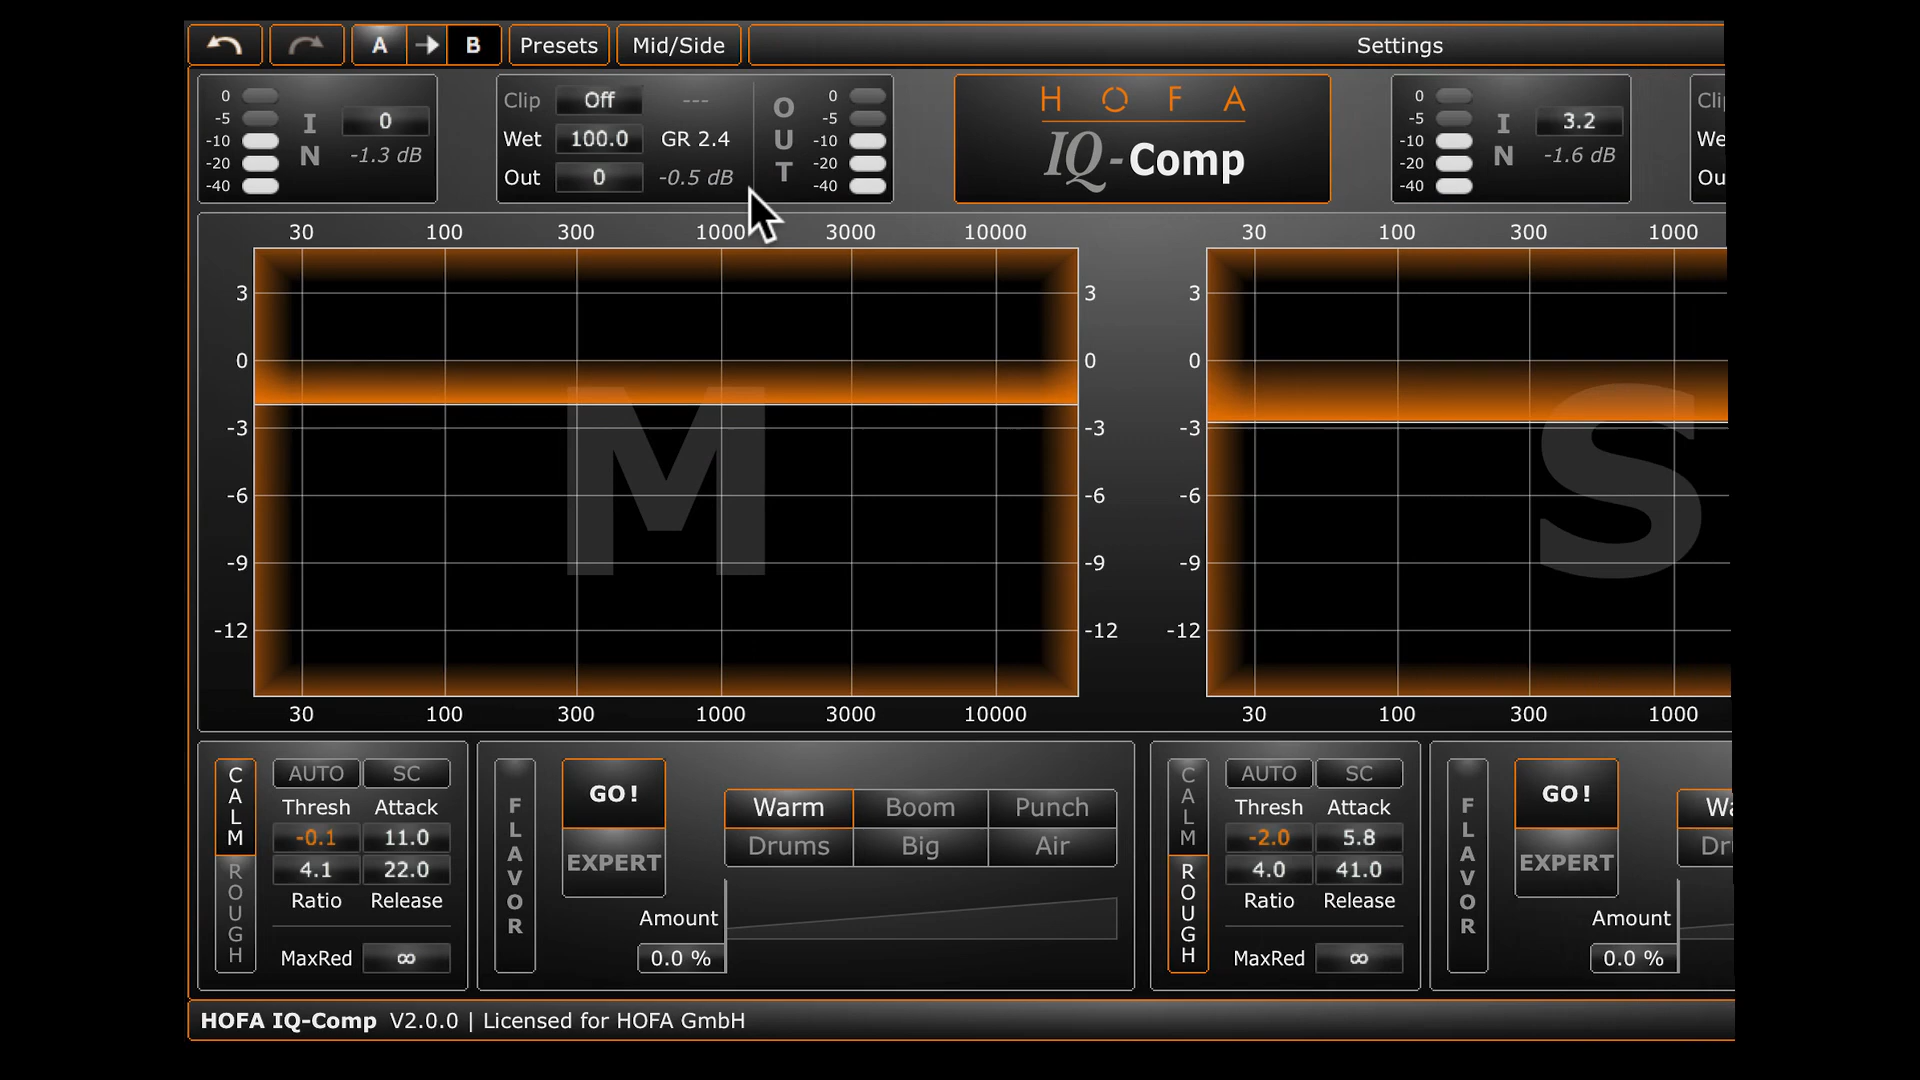 A B Presets Mid/Side Settings
0
-5
-10
-20
-40
IN
0
-1.3 dB
Clip Off ---
Wet 100.0 GR 2.4
Out 0 -0.5 dB
OUT
0
-5
-10
-20
-40
HOFA
IQ-Comp
0
-5
-10
-20
-40
IN
3.2
-1.6 dB
30 100 300 1000 3000 10000
3 3
0 0
-3 -3
-6 -6
-9 -9
-12 -12
M
30 100 300 1000 3000 10000
30 100 300 1000
3
0
-3
-6
-9
-12
S
30 100 300 1000
CALM
ROUGH
AUTO SC
Thresh Attack
-0.1 11.0
4.1 22.0
Ratio Release
MaxRed ∞
FLAVOR
GO!
EXPERT
Warm Boom Punch
Drums Big Air
Amount
0.0 %
CALM
ROUGH
AUTO SC
Thresh Attack
-2.0 5.8
4.0 41.0
Ratio Release
MaxRed ∞
FLAVOR
GO!
EXPERT
Amount
0.0 %
HOFA IQ-Comp V2.0.0 | Licensed for HOFA GmbH